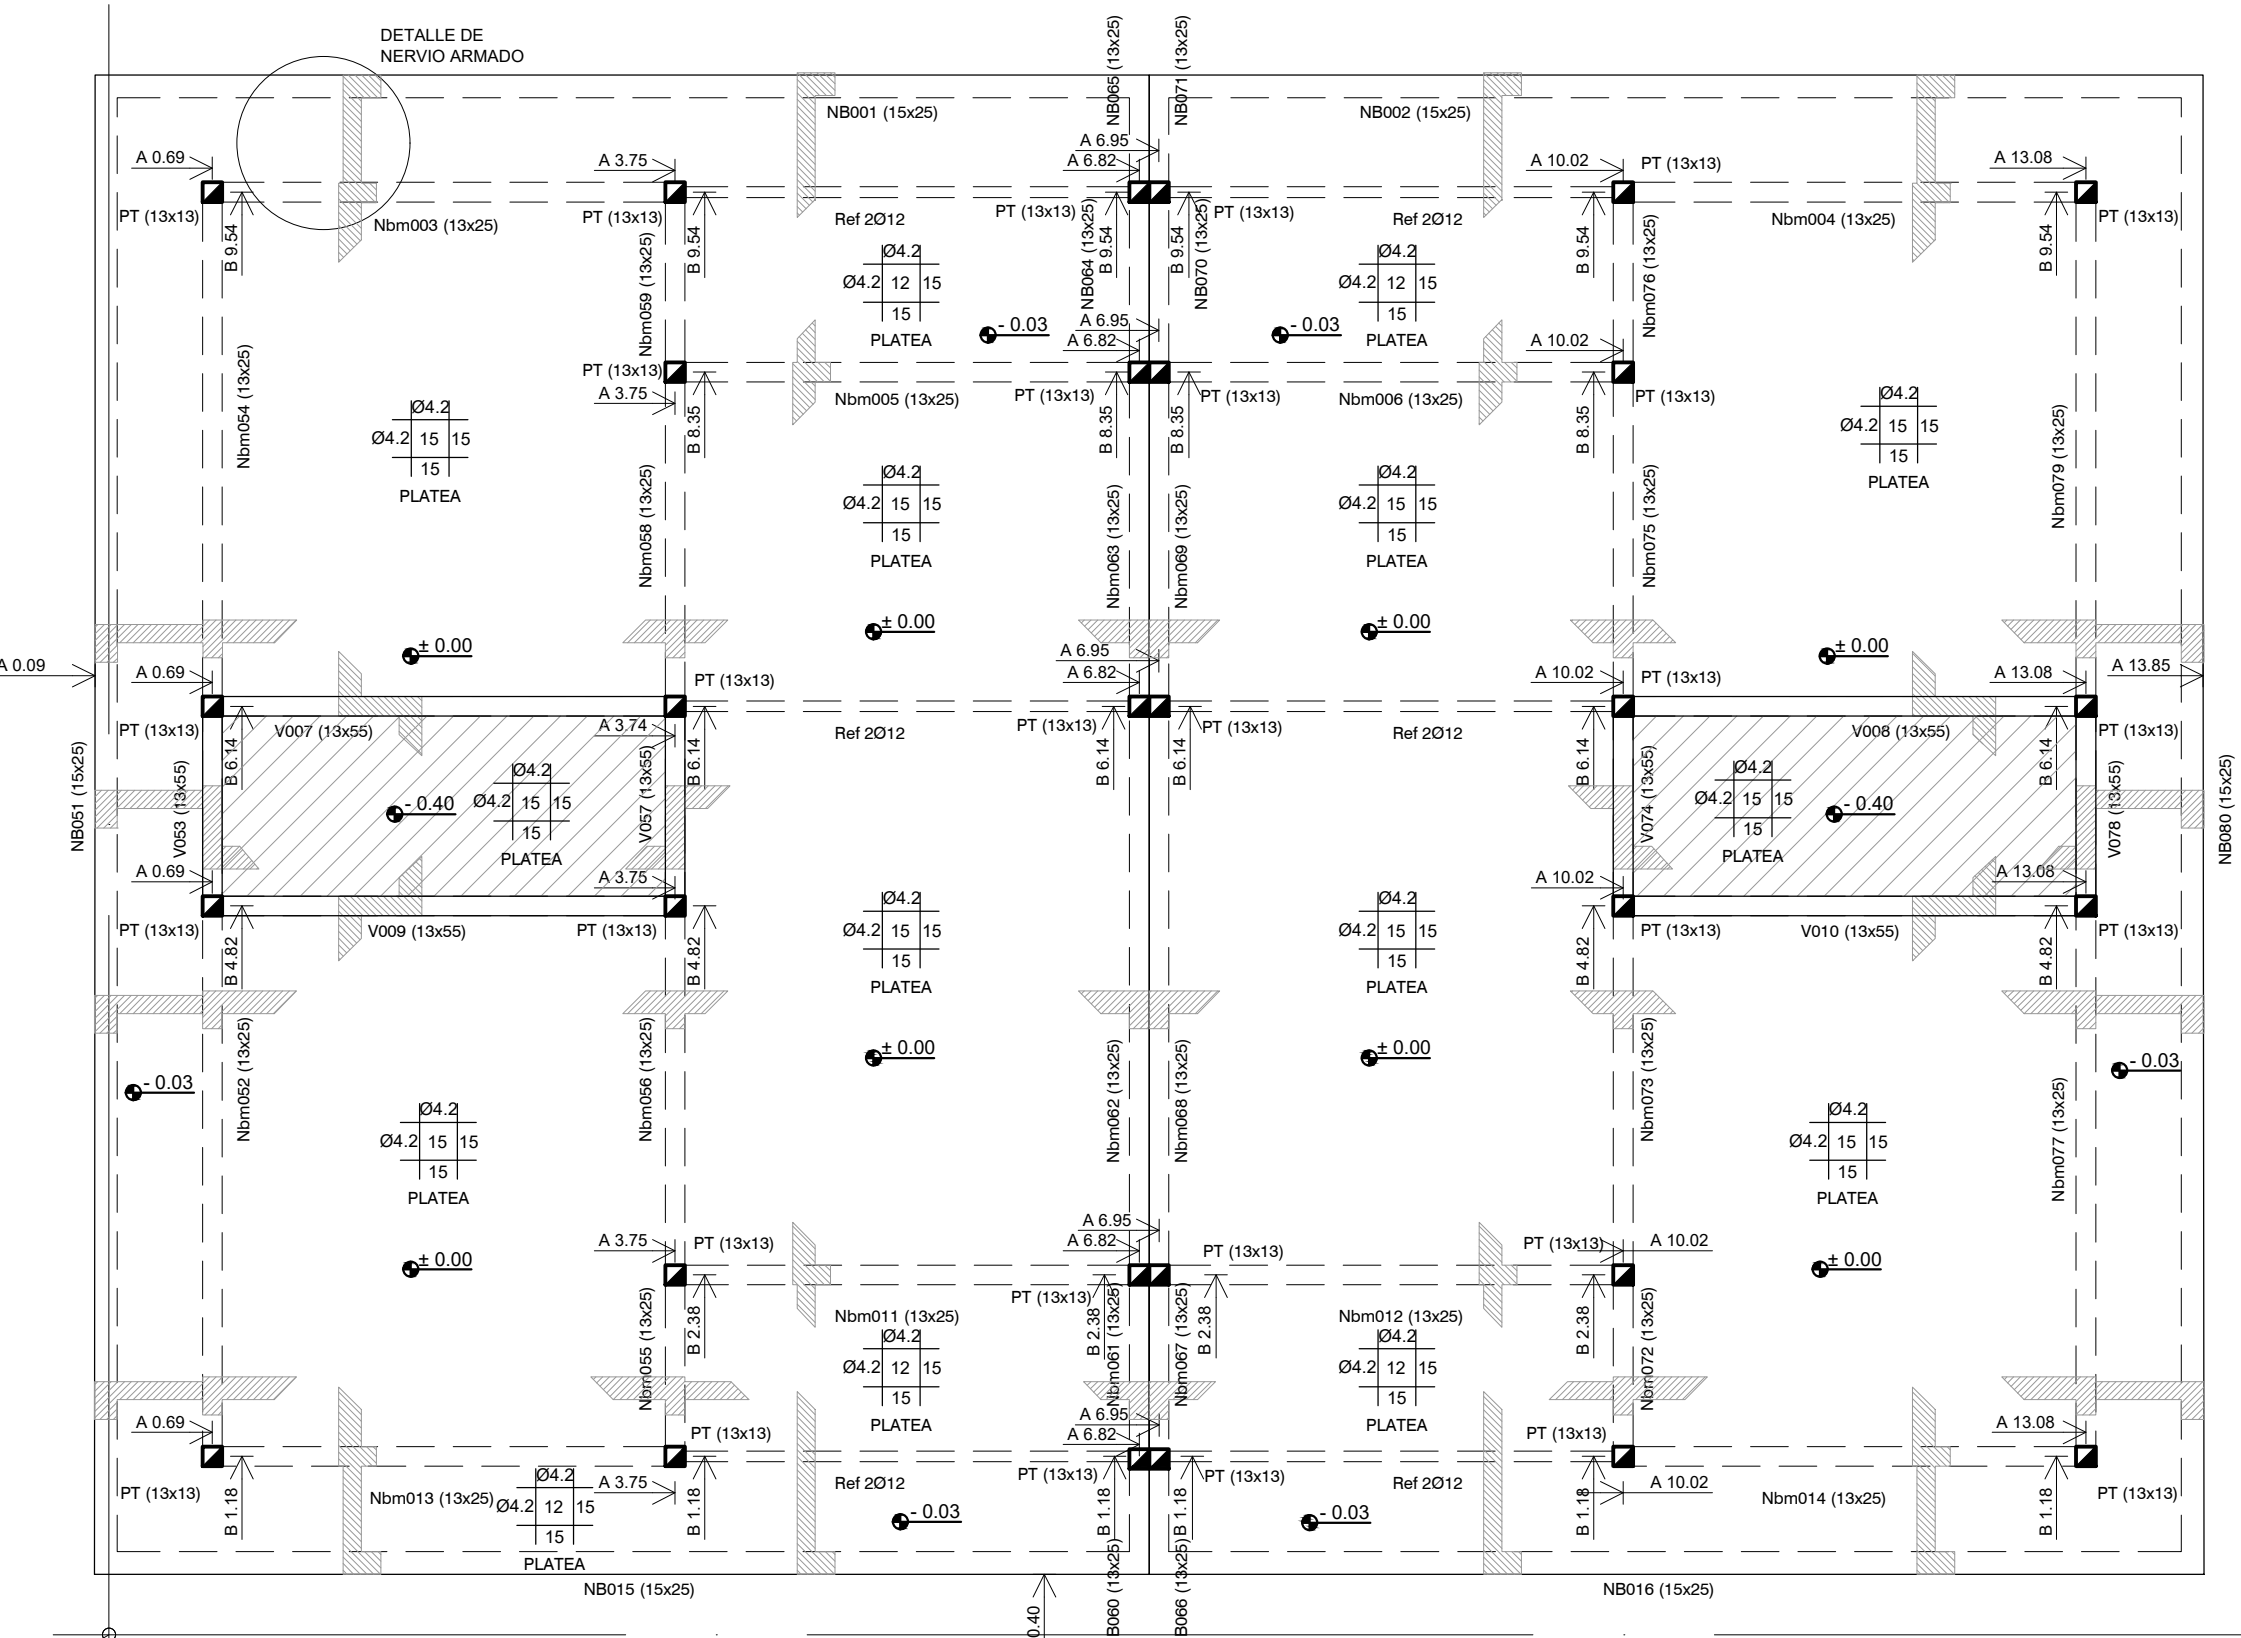 DETALLE DE
NERVIO ARMADO
NB065 (13x25)
NB071 (13x25)
NB001 (15x25)
NB002 (15x25)
A 0.69
A 3.75
A 6.95
A 6.82
A 10.02
PT (13x13)
A 13.08
PT (13x13)
Nbm003 (13x25)
PT (13x13)
Ref 2Ø12
PT (13x13)
PT (13x13)
Ref 2Ø12
Nbm004 (13x25)
PT (13x13)
B 9.54
B 9.54
B 9.54
B 9.54
B 9.54
B 9.54
Nbm059 (13x25)
NB064 (13x25)
NB070 (13x25)
Nbm076 (13x25)
Ø4.2
Ø4.2 12 15
15
PLATEA
Ø4.2
Ø4.2 12 15
15
PLATEA
- 0.03
- 0.03
A 6.95
A 6.82
A 10.02
PT (13x13)
A 3.75
Nbm005 (13x25)
PT (13x13)
PT (13x13)
Nbm006 (13x25)
PT (13x13)
B 8.35
B 8.35
B 8.35
B 8.35
Nbm054 (13x25)
Ø4.2
Ø4.2 15 15
15
PLATEA
Nbm058 (13x25)
Ø4.2
Ø4.2 15 15
15
PLATEA
Nbm063 (13x25)
Nbm069 (13x25)
Ø4.2
Ø4.2 15 15
15
PLATEA
Nbm075 (13x25)
Ø4.2
Ø4.2 15 15
15
PLATEA
Nbm079 (13x25)
± 0.00
± 0.00
± 0.00
± 0.00
A 0.09
A 0.69
PT (13x13)
A 6.95
A 6.82
A 10.02
PT (13x13)
A 13.08
A 13.85
PT (13x13)
V007 (13x55)
A 3.74
Ref 2Ø12
PT (13x13)
PT (13x13)
Ref 2Ø12
V008 (13x55)
PT (13x13)
B 6.14
B 6.14
B 6.14
B 6.14
B 6.14
B 6.14
NB051 (15x25)
V053 (13x55)
- 0.40
Ø4.2
Ø4.2 15 15
15
PLATEA
V057 (13x55)
V074 (13x55)
Ø4.2
Ø4.2 15 15
15
PLATEA
- 0.40
V078 (13x55)
NB080 (15x25)
A 0.69
A 3.75
A 10.02
A 13.08
PT (13x13)
V009 (13x55)
PT (13x13)
PT (13x13)
V010 (13x55)
PT (13x13)
B 4.82
B 4.82
B 4.82
B 4.82
Ø4.2
Ø4.2 15 15
15
PLATEA
Ø4.2
Ø4.2 15 15
15
PLATEA
± 0.00
± 0.00
- 0.03
- 0.03
Nbm052 (13x25)
Nbm056 (13x25)
Nbm062 (13x25)
Nbm068 (13x25)
Nbm073 (13x25)
Nbm077 (13x25)
Ø4.2
Ø4.2 15 15
15
PLATEA
Ø4.2
Ø4.2 15 15
15
PLATEA
± 0.00
± 0.00
A 3.75
PT (13x13)
A 6.95
A 6.82
PT (13x13)
PT (13x13)
A 10.02
PT (13x13)
B 2.38
B 2.38
B 2.38
B 2.38
Nbm011 (13x25)
Nbm012 (13x25)
Nbm055 (13x25)
Nbm061 (13x25)
Nbm067 (13x25)
Nbm072 (13x25)
Ø4.2
Ø4.2 12 15
15
PLATEA
Ø4.2
Ø4.2 12 15
15
PLATEA
A 0.69
PT (13x13)
A 6.95
A 6.82
PT (13x13)
A 13.08
PT (13x13)
Nbm013 (13x25)
A 3.75
Ref 2Ø12
PT (13x13)
PT (13x13)
Ref 2Ø12
A 10.02
Nbm014 (13x25)
PT (13x13)
B 1.18
B 1.18
B 1.18
B 1.18
B 1.18
B 1.18
Ø4.2
Ø4.2 12 15
15
PLATEA
- 0.03
- 0.03
NB015 (15x25)
NB016 (15x25)
0.40
B060 (13x25)
B066 (13x25)